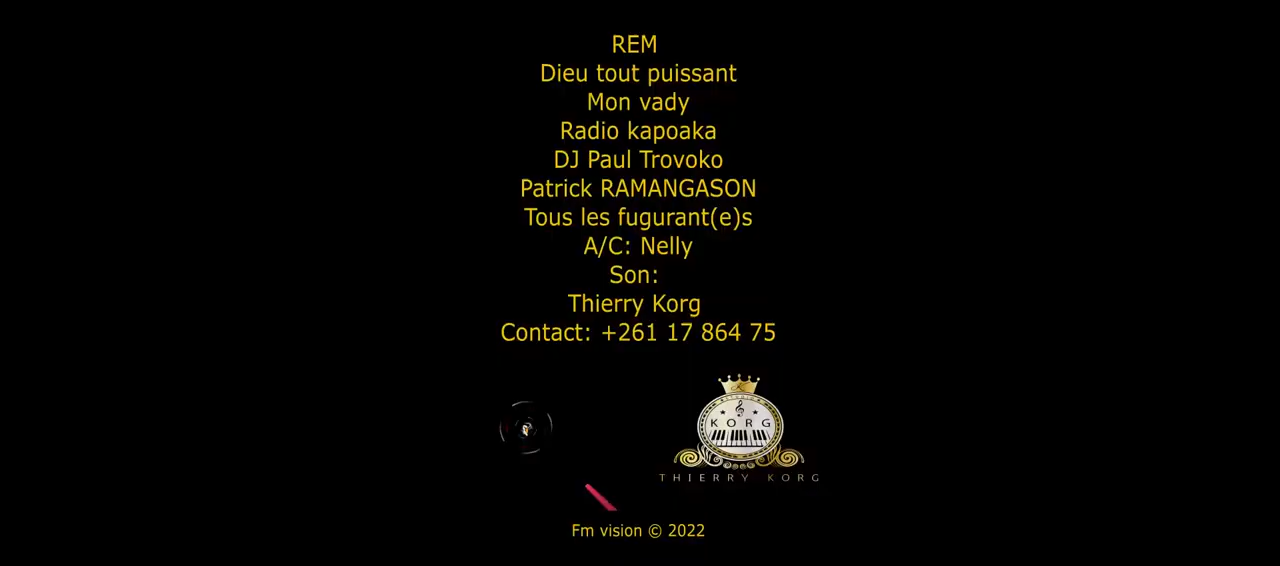 REM
Dieu tout puissant
Mon vady
Radio kapoaka
DJ Paul Trovoko
Patrick RAMANGASON
Tous les fugurant(e)s
A/C: Nelly
Son:
Thierry Korg
Contact: +261 17 864 75
KORG
THIERRY KORG
Fm vision © 2022